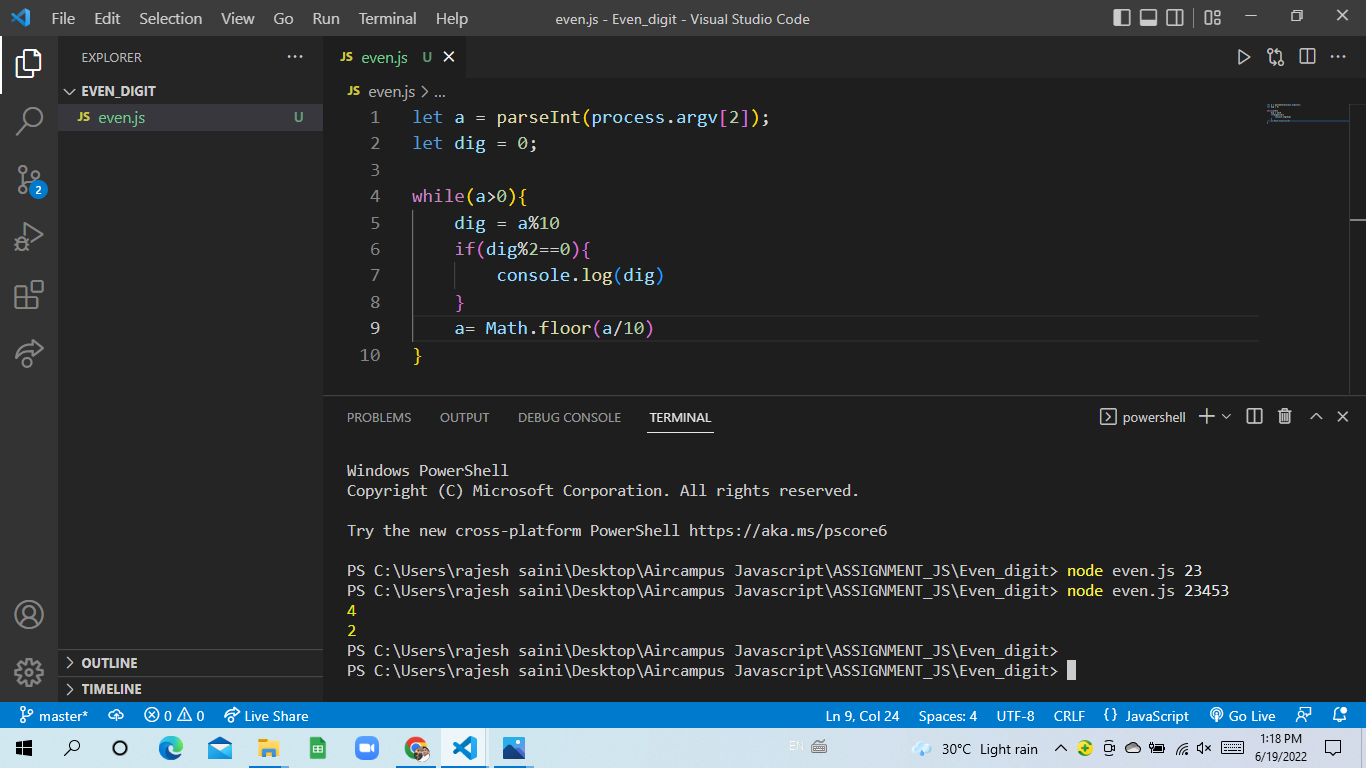 File Edit Selection View Go Run Terminal Help even.js - Even_digit - Visual Studio Code
EXPLORER
EVEN_DIGIT
JS even.js U
JS even.js U
JS even.js > ...
1 let a = parseInt(process.argv[2]);
2 let dig = 0;
3
4 while(a>0){
5 dig = a%10
6 if(dig%2==0){
7 console.log(dig)
8 }
9 a= Math.floor(a/10)
10 }
PROBLEMS OUTPUT DEBUG CONSOLE TERMINAL powershell
Windows PowerShell
Copyright (C) Microsoft Corporation. All rights reserved.
Try the new cross-platform PowerShell https://aka.ms/pscore6
PS C:\Users\rajesh saini\Desktop\Aircampus Javascript\ASSIGNMENT_JS\Even_digit> node even.js 23
PS C:\Users\rajesh saini\Desktop\Aircampus Javascript\ASSIGNMENT_JS\Even_digit> node even.js 23453
4
2
PS C:\Users\rajesh saini\Desktop\Aircampus Javascript\ASSIGNMENT_JS\Even_digit>
PS C:\Users\rajesh saini\Desktop\Aircampus Javascript\ASSIGNMENT_JS\Even_digit>
2
OUTLINE
TIMELINE
master* 0 0 Live Share Ln 9, Col 24 Spaces: 4 UTF-8 CRLF {} JavaScript Go Live
EN 30°C Light rain 1:18 PM
6/19/2022